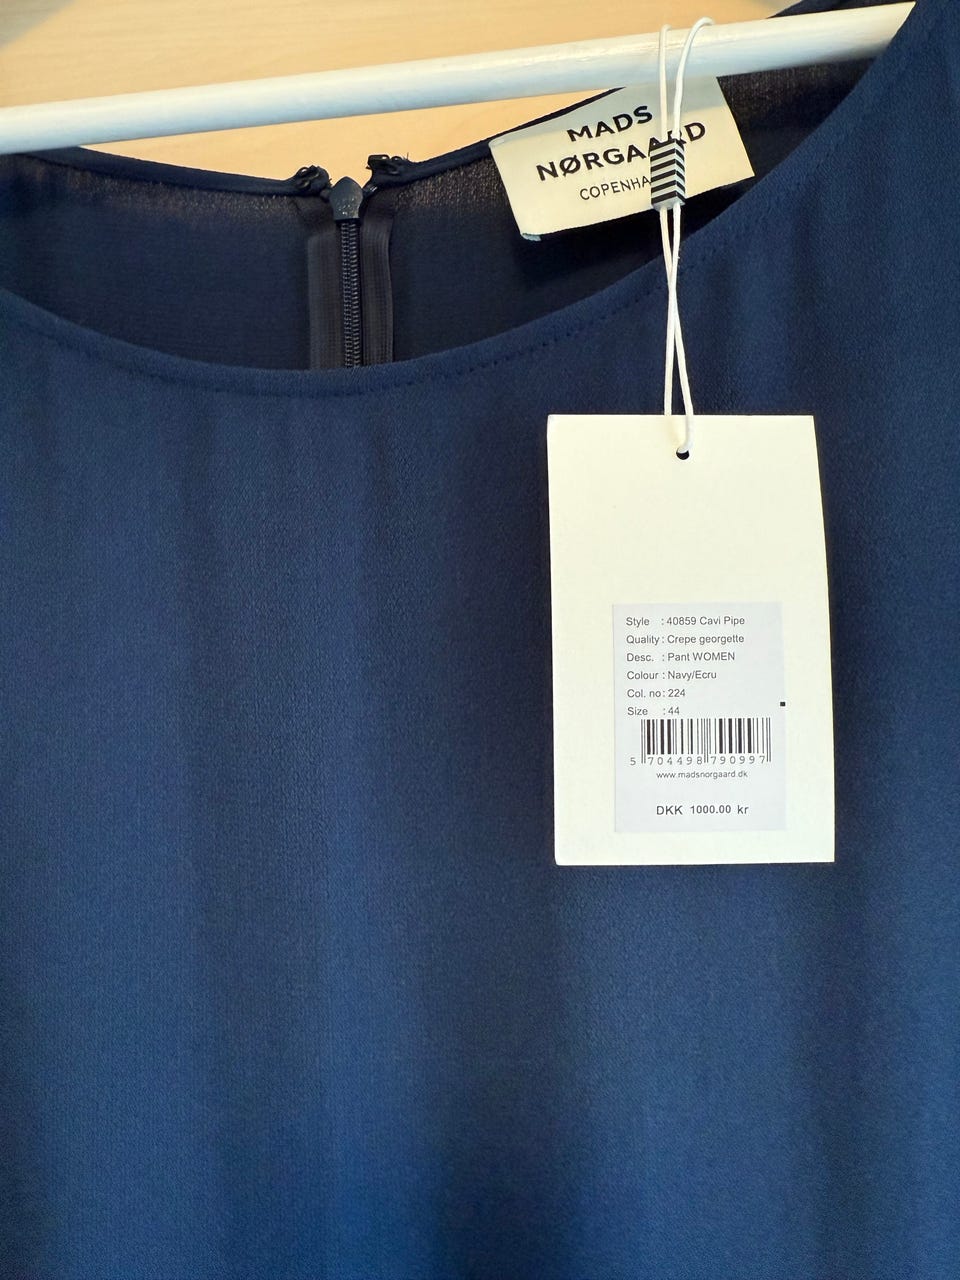 MADS
NØRGAARD
COPENHA
Style : 40859 Cavi Pipe
Quality : Crepe georgette
Desc. : Pant WOMEN
Colour : Navy/Ecru
Col. no : 224
Size : 44
5 704498 790997
www.madsnorgaard.dk
DKK 1000.00 kr